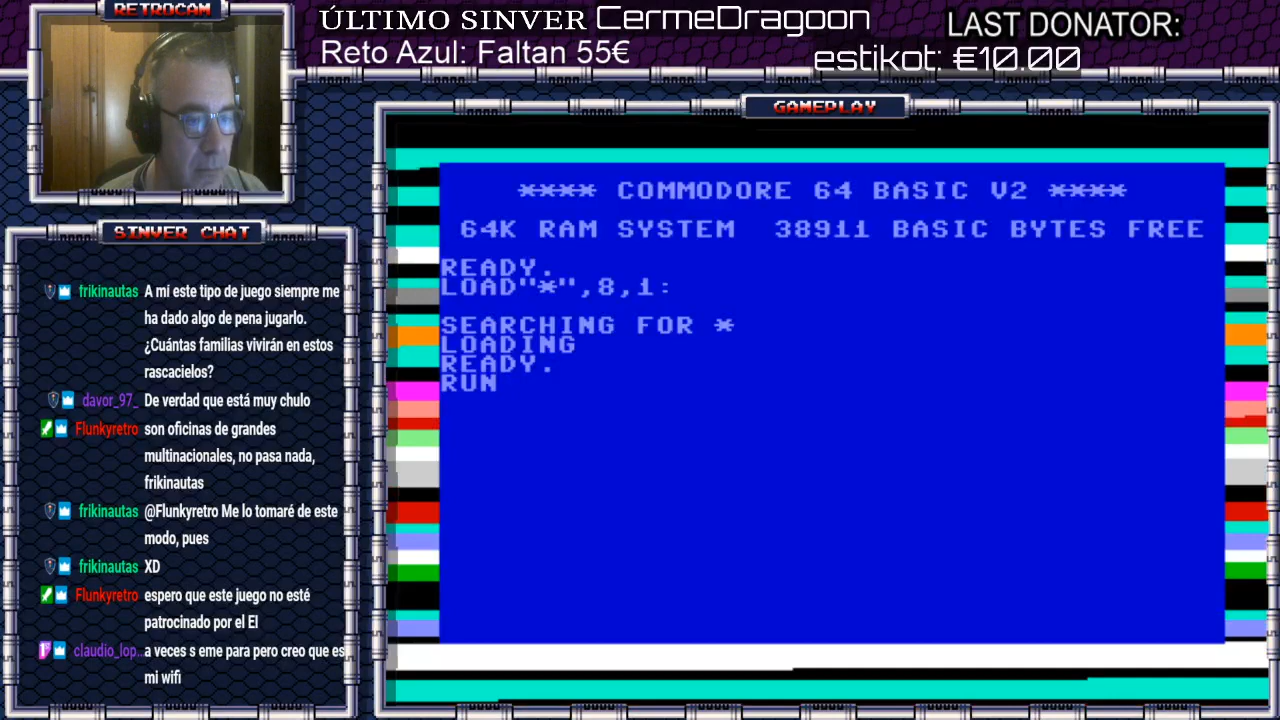 RETROCAM
ÚLTIMO SINVER CermeDragoon
Reto Azul: Faltan 55€
LAST DONATOR:
estikot: €10.00
GAMEPLAY
SINVER CHAT
frikinautas A mi este tipo de juego siempre me
ha dado algo de pena jugarlo.
¿Cuántas familias vivirán en estos
rascacielos?
davor_97_ De verdad que está muy chulo
Flunkyretro son oficinas de grandes
multinacionales, no pasa nada,
frikinautas
frikinautas @Flunkyretro Me lo tomaré de este
modo, pues
frikinautas XD
Flunkyretro espero que este juego no esté
patrocinado por el EI
claudio_lop... a veces s eme para pero creo que es
mi wifi
**** COMMODORE 64 BASIC V2 ****
64K RAM SYSTEM 38911 BASIC BYTES FREE
READY.
LOAD"*",8,1:
SEARCHING FOR *
LOADING
READY.
RUN